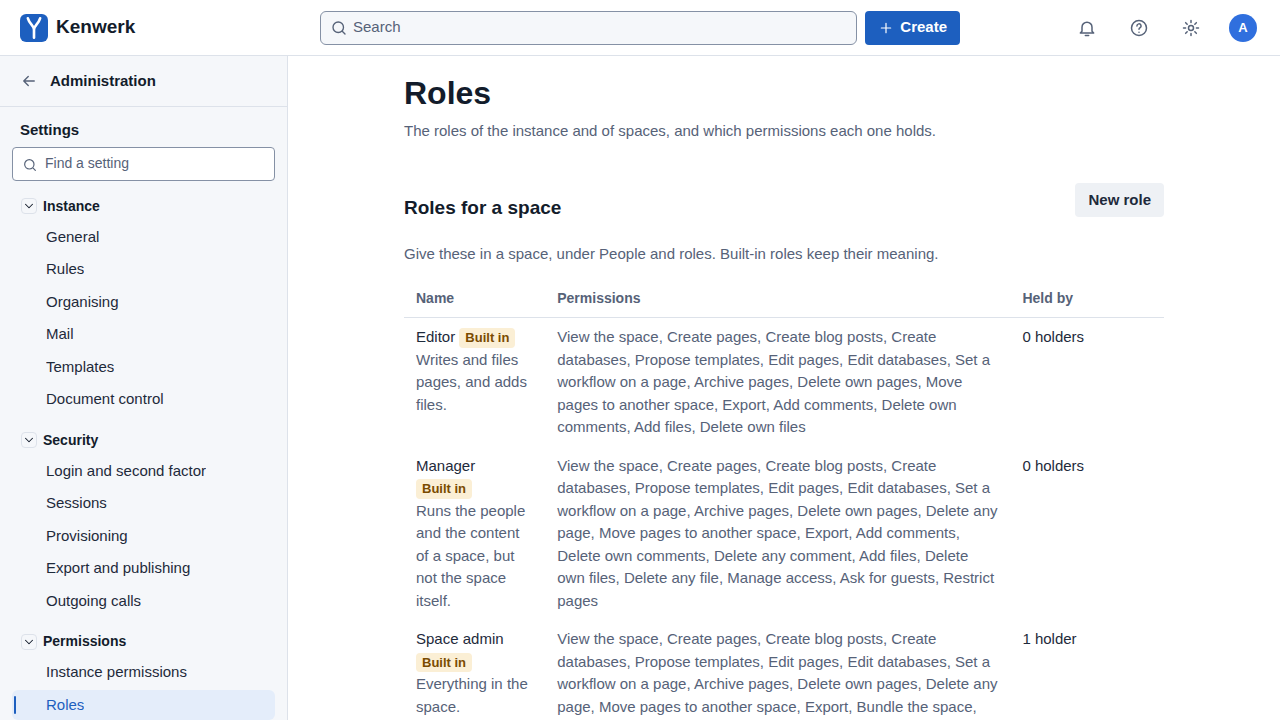 Kenwerk
Search
Create
A
Administration
Settings
Find a setting
Instance
General
Rules
Organising
Mail
Templates
Document control
Security
Login and second factor
Sessions
Provisioning
Export and publishing
Outgoing calls
Permissions
Instance permissions
Roles
Roles
The roles of the instance and of spaces, and which permissions each one holds.
Roles for a space
New role
Give these in a space, under People and roles. Built-in roles keep their meaning.
Name Permissions Held by
Editor Built in
Writes and files
pages, and adds
files.
View the space, Create pages, Create blog posts, Create
databases, Propose templates, Edit pages, Edit databases, Set a
workflow on a page, Archive pages, Delete own pages, Move
pages to another space, Export, Add comments, Delete own
comments, Add files, Delete own files
0 holders
Manager
Built in
Runs the people
and the content
of a space, but
not the space
itself.
View the space, Create pages, Create blog posts, Create
databases, Propose templates, Edit pages, Edit databases, Set a
workflow on a page, Archive pages, Delete own pages, Delete any
page, Move pages to another space, Export, Add comments,
Delete own comments, Delete any comment, Add files, Delete
own files, Delete any file, Manage access, Ask for guests, Restrict
pages
0 holders
Space admin
Built in
Everything in the
space.
View the space, Create pages, Create blog posts, Create
databases, Propose templates, Edit pages, Edit databases, Set a
workflow on a page, Archive pages, Delete own pages, Delete any
page, Move pages to another space, Export, Bundle the space,
1 holder